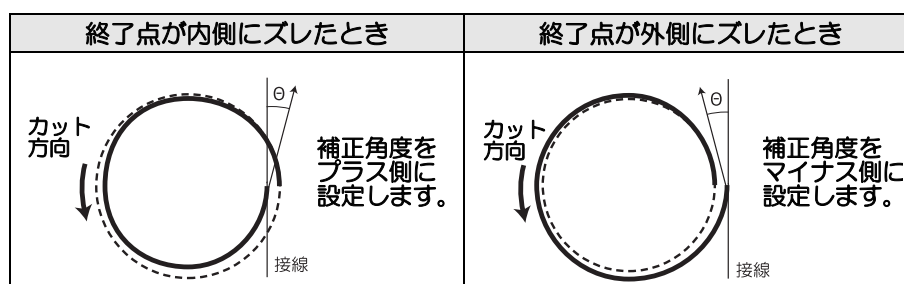 終了点が内側にズレたとき
終了点が外側にズレたとき
カット
方向
Θ
補正角度を
プラス側に
設定します。
接線
カット
方向
Θ
補正角度を
マイナス側に
設定します。
接線